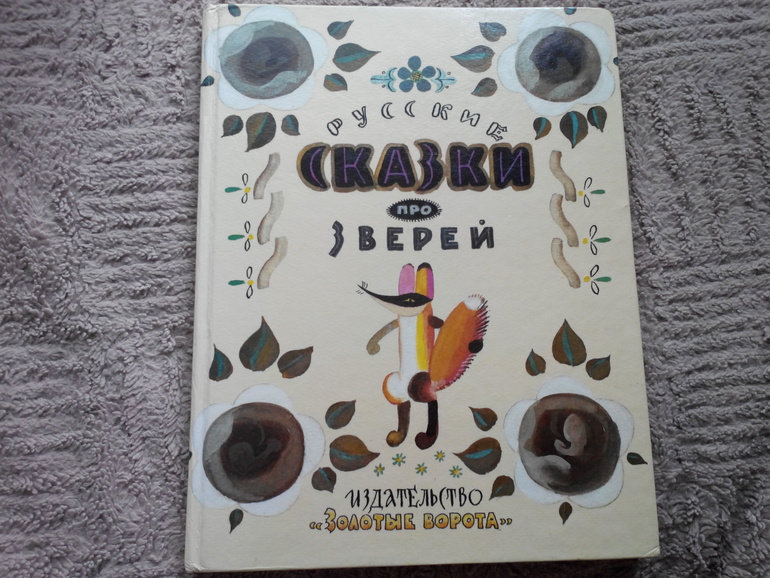 РУССКИЕ
СКАЗКИ
ПРО
ЗВЕРЕЙ
ИЗДАТЕЛЬСТВО
«ЗОЛОТЫЕ ВОРОТА»